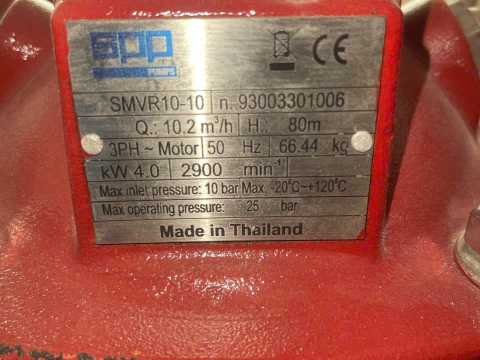 spp
PUMPS
CE
SMVR10-10 n. 93003301006
Q.: 10.2 m³/h H.: 80m
3PH ~ Motor 50 Hz 66.44 kg
kW 4.0 2900 min⁻¹
Max inlet pressure: 10 bar Max. -20°C~+120°C
Max operating pressure: 25 bar
Made in Thailand